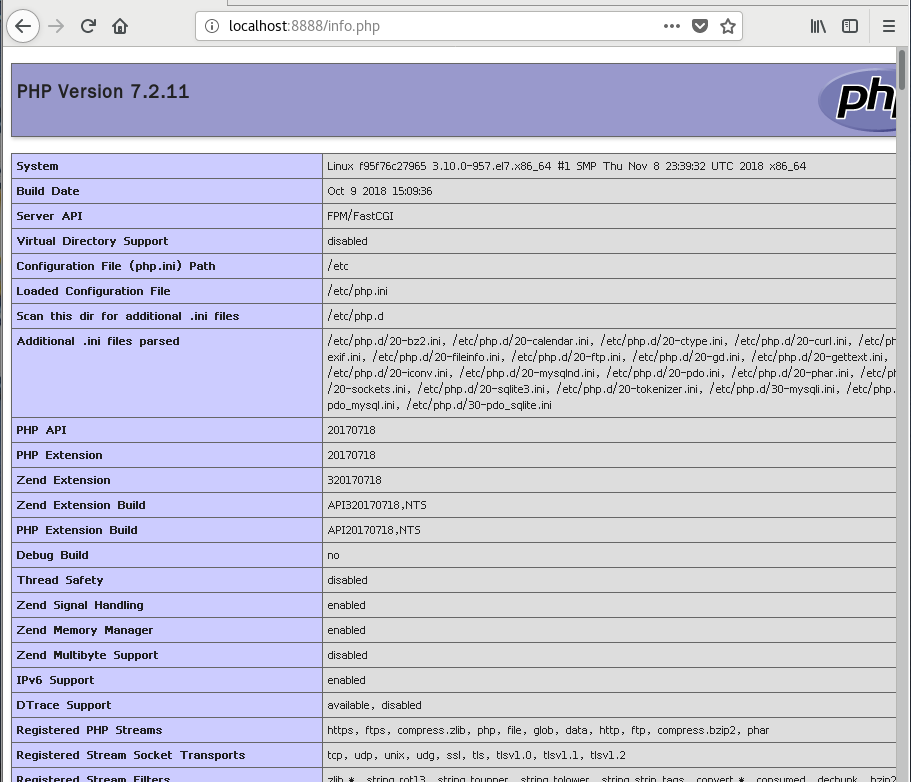 localhost:8888/info.php
PHP Version 7.2.11
System Linux f95f76c27965 3.10.0-957.el7.x86_64 #1 SMP Thu Nov 8 23:39:32 UTC 2018 x86_64
Build Date Oct 9 2018 15:09:36
Server API FPM/FastCGI
Virtual Directory Support disabled
Configuration File (php.ini) Path /etc
Loaded Configuration File /etc/php.ini
Scan this dir for additional .ini files /etc/php.d
Additional .ini files parsed /etc/php.d/20-bz2.ini, /etc/php.d/20-calendar.ini, /etc/php.d/20-ctype.ini, /etc/php.d/20-curl.ini, /etc/ph
exif.ini, /etc/php.d/20-fileinfo.ini, /etc/php.d/20-ftp.ini, /etc/php.d/20-gd.ini, /etc/php.d/20-gettext.ini,
/etc/php.d/20-iconv.ini, /etc/php.d/20-mysqlnd.ini, /etc/php.d/20-pdo.ini, /etc/php.d/20-phar.ini, /etc/ph
/20-sockets.ini, /etc/php.d/20-sqlite3.ini, /etc/php.d/20-tokenizer.ini, /etc/php.d/30-mysqli.ini, /etc/php.
pdo_mysql.ini, /etc/php.d/30-pdo_sqlite.ini
PHP API 20170718
PHP Extension 20170718
Zend Extension 320170718
Zend Extension Build API320170718,NTS
PHP Extension Build API20170718,NTS
Debug Build no
Thread Safety disabled
Zend Signal Handling enabled
Zend Memory Manager enabled
Zend Multibyte Support disabled
IPv6 Support enabled
DTrace Support available, disabled
Registered PHP Streams https, ftps, compress.zlib, php, file, glob, data, http, ftp, compress.bzip2, phar
Registered Stream Socket Transports tcp, udp, unix, udg, ssl, tls, tlsv1.0, tlsv1.1, tlsv1.2
Registered Stream Filters zlib.*, string.rot13, string.toupper, string.tolower, string.strip_tags, convert.*, consumed, dechunk, bzip2